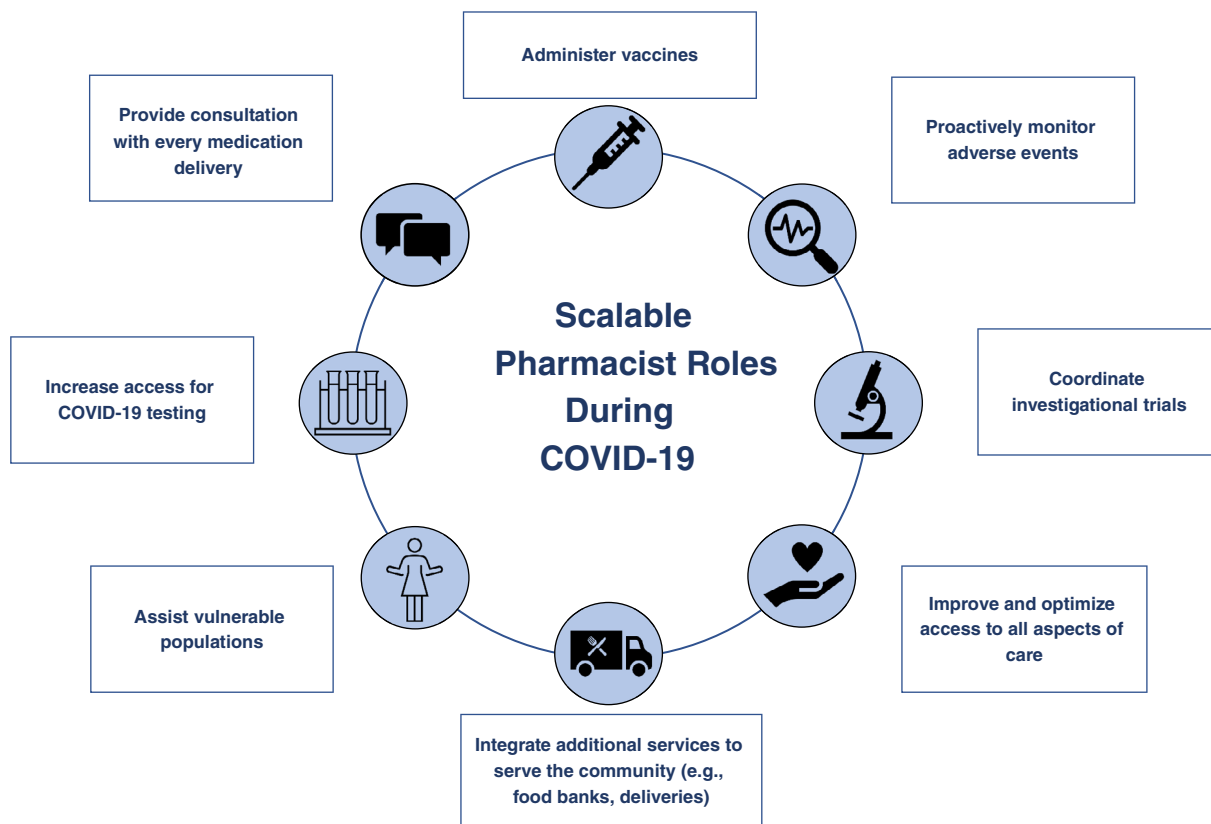 Administer vaccines
Provide consultation
with every medication
delivery
Proactively monitor
adverse events
Scalable
Pharmacist Roles
During
COVID-19
Increase access for
COVID-19 testing
Coordinate
investigational trials
Assist vulnerable
populations
Improve and optimize
access to all aspects of
care
Integrate additional services to
serve the community (e.g.,
food banks, deliveries)